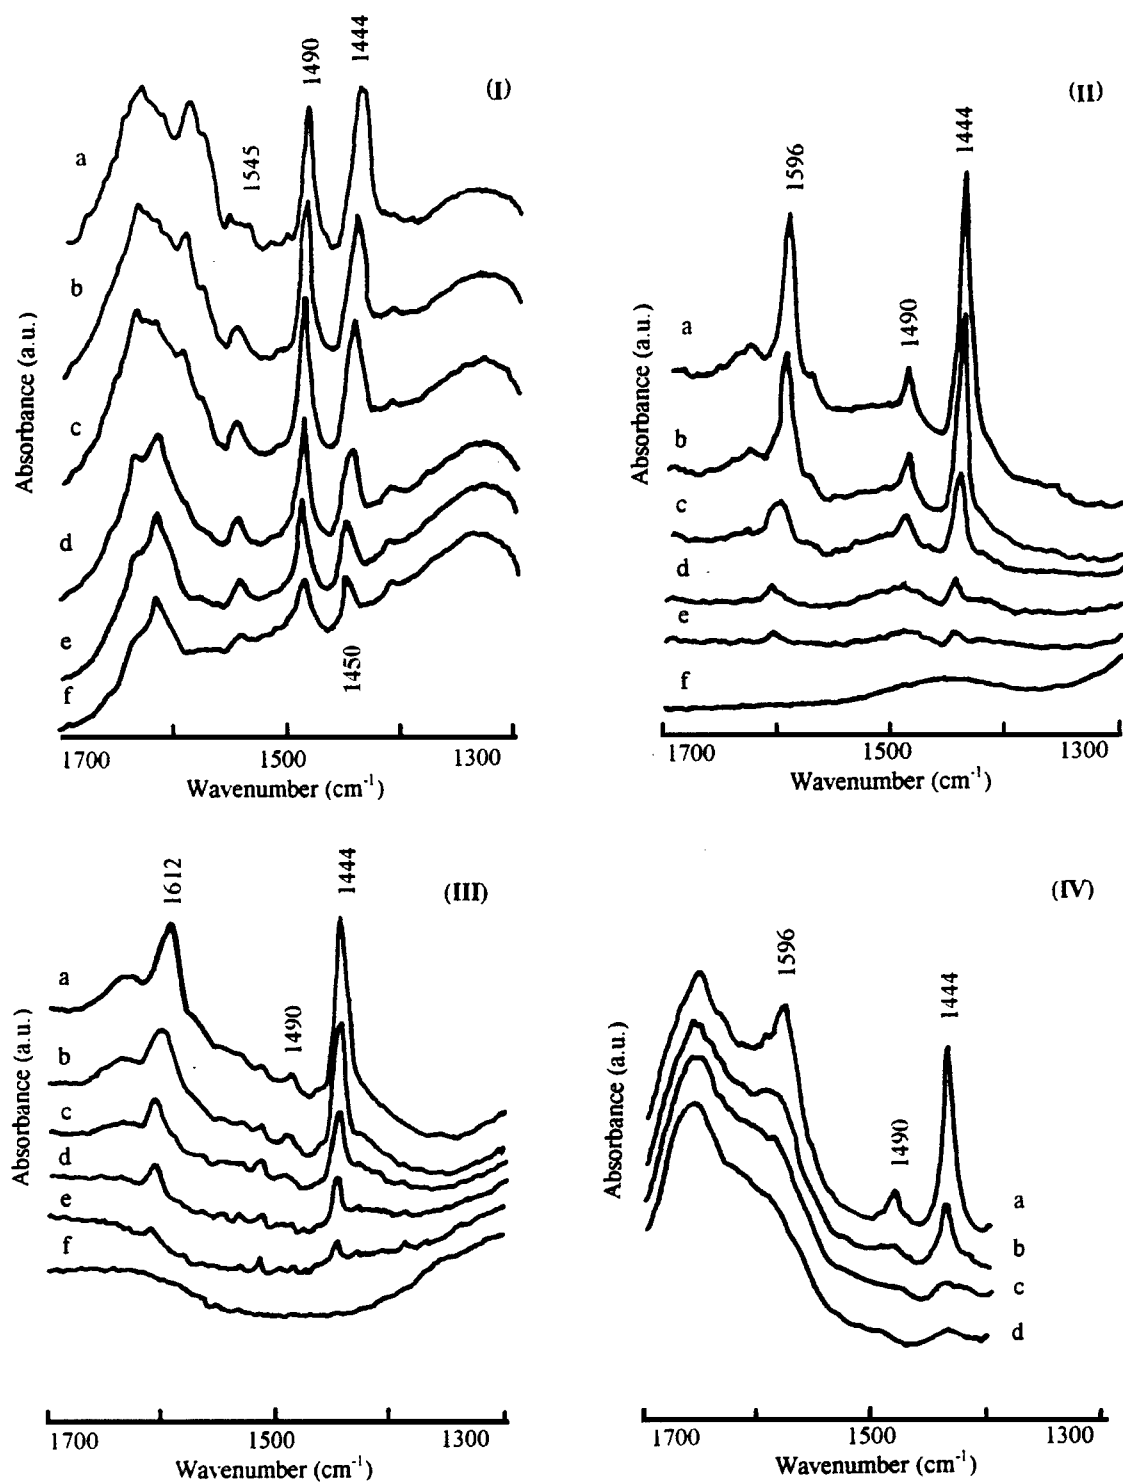 (I)
1444
1490
1545
a
b
c
d
e
f
1450
Absorbance (a.u.)
1700 1500 1300
Wavenumber (cm-1)
(II)
1444
1596
1490
a
b
c
d
e
f
Absorbance (a.u.)
1700 1500 1300
Wavenumber (cm-1)
(III)
1612
1444
1490
a
b
c
d
e
f
Absorbance (a.u.)
1700 1500 1300
Wavenumber (cm-1)
(IV)
1596
1444
1490
a
b
c
d
Absorbance (a.u.)
1700 1500 1300
Wavenumber (cm-1)